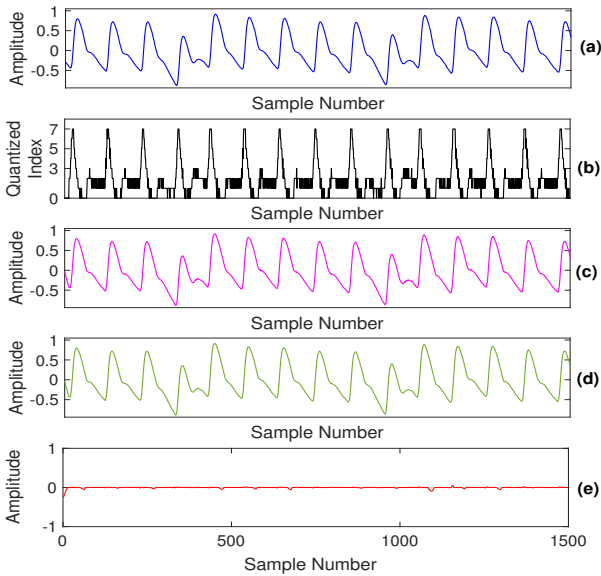 1
0.5
0
-0.5
Amplitude
(a)
Sample Number
7
5
3
0
Quantized
Index
(b)
Sample Number
1
0.5
0
-0.5
Amplitude
(c)
Sample Number
1
0.5
0
-0.5
Amplitude
(d)
Sample Number
1
0
-1
Amplitude
(e)
0 500 1000 1500
Sample Number